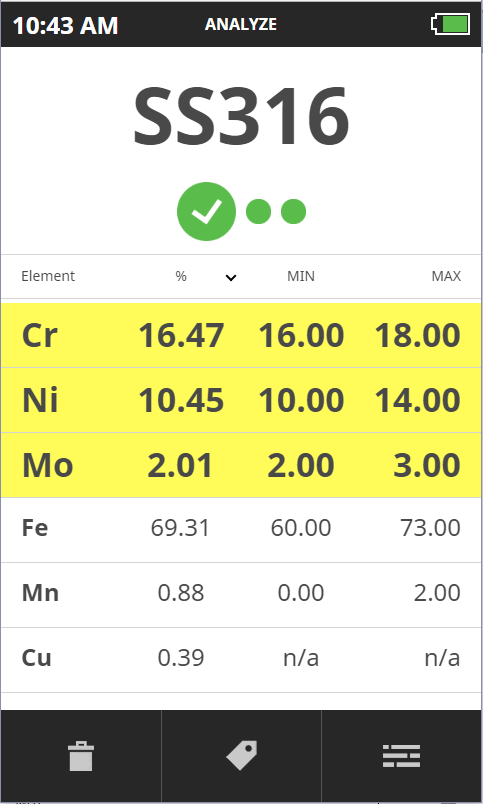 10:43 AM ANALYZE
SS316
Element % MIN MAX
Cr 16.47 16.00 18.00
Ni 10.45 10.00 14.00
Mo 2.01 2.00 3.00
Fe 69.31 60.00 73.00
Mn 0.88 0.00 2.00
Cu 0.39 n/a n/a